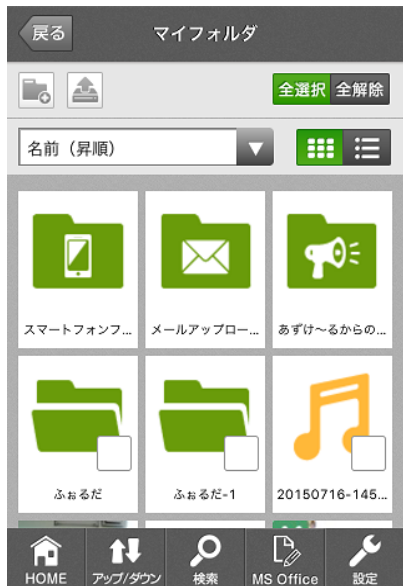 戻る
マイフォルダ
全選択 全解除
名前（昇順）
スマートフォンフ...
メールアップロー...
あずけ〜るからの...
ふぉるだ
ふぉるだ-1
20150716-145...
HOME
アップ/ダウン
検索
MS Office
設定